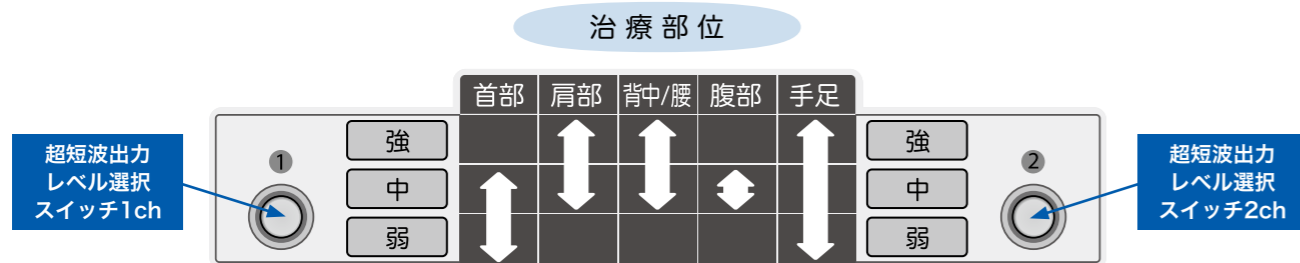 治療部位
首部 肩部 背中/腰 腹部 手足
超短波出力
レベル選択
スイッチ1ch
1
強
中
弱
強
中
弱
2
超短波出力
レベル選択
スイッチ2ch